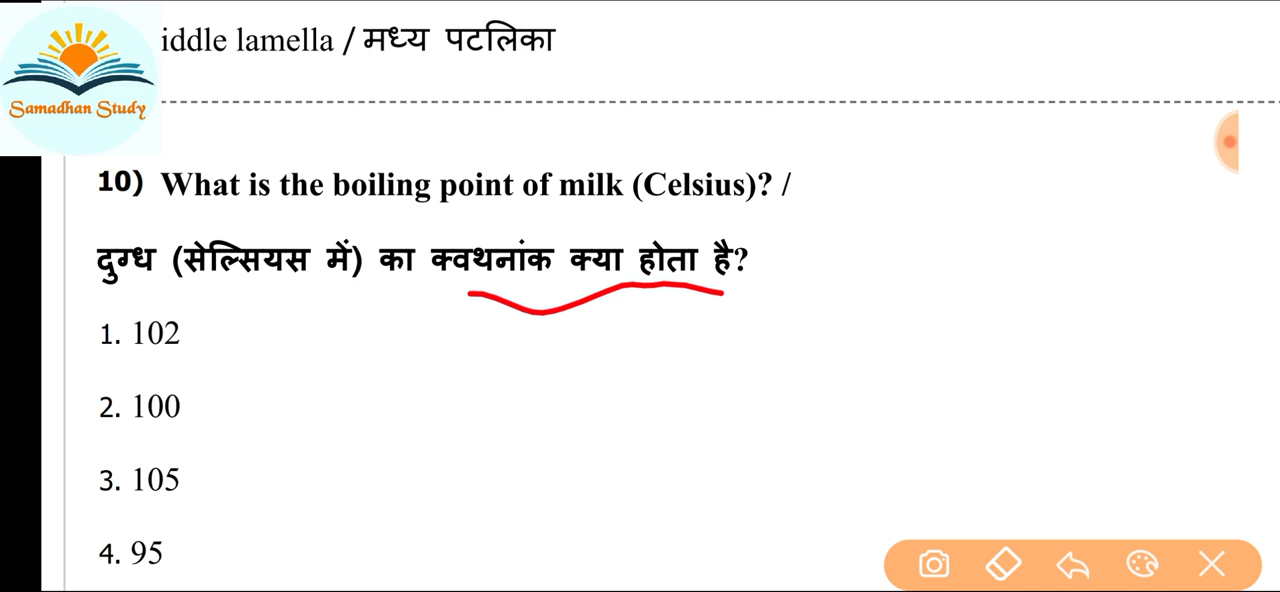 iddle lamella / मध्य पटलिका
Samadhan Study
10) What is the boiling point of milk (Celsius)? /
दुग्ध (सेल्सियस में) का क्वथनांक क्या होता है?
1. 102
2. 100
3. 105
4. 95